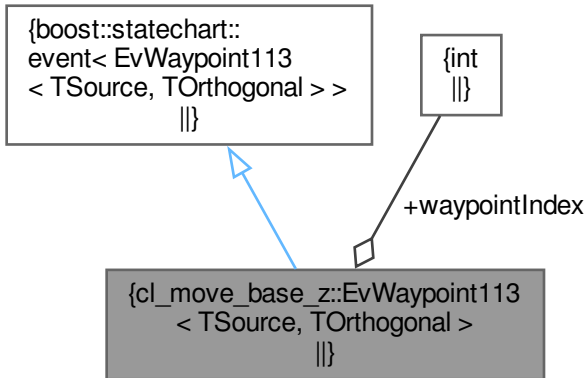 {boost::statechart::
event< EvWaypoint113
< TSource, TOrthogonal > >
||}
{int
||}
+waypointIndex
{cl_move_base_z::EvWaypoint113
< TSource, TOrthogonal >
||}